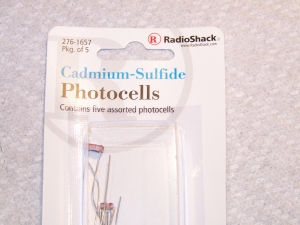 276-1657
Pkg. of 5
R RadioShack
www.RadioShack.com
Cadmium-Sulfide
Photocells
Contains five assorted photocells